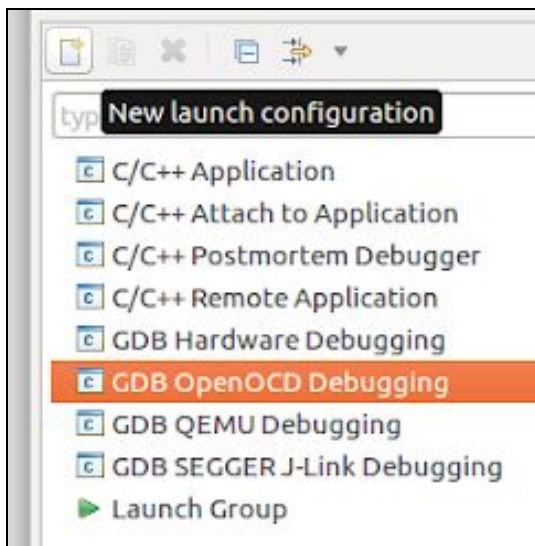 typ
New launch configuration
C/C++ Application
C/C++ Attach to Application
C/C++ Postmortem Debugger
C/C++ Remote Application
GDB Hardware Debugging
GDB OpenOCD Debugging
GDB QEMU Debugging
GDB SEGGER J-Link Debugging
Launch Group